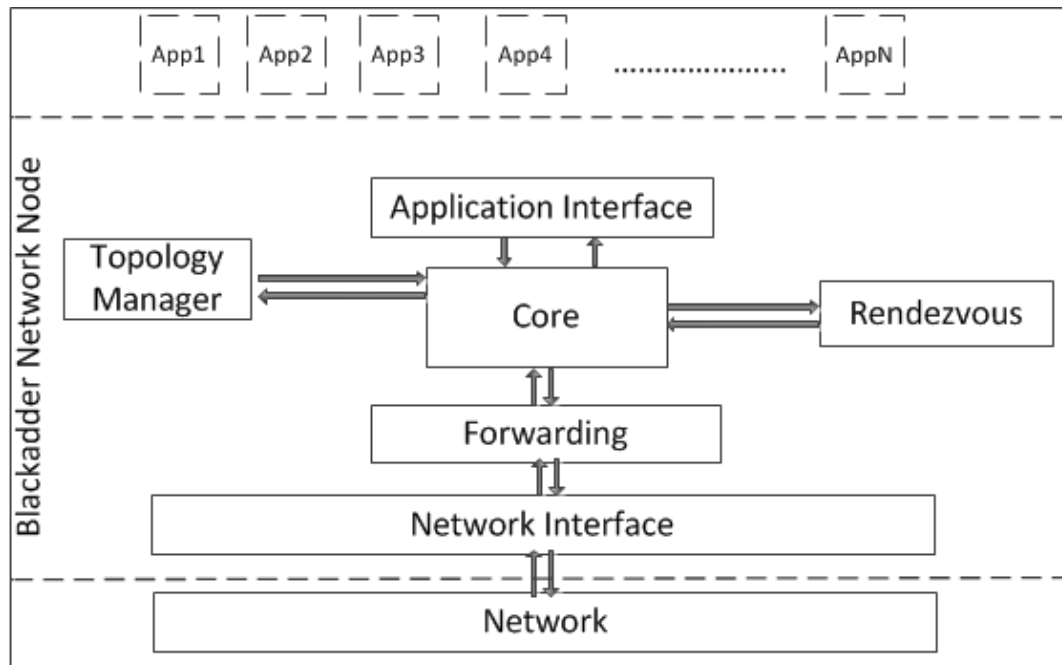 App1 App2 App3 App4 ...................... AppN
Blackadder Network Node
Application Interface
Topology
Manager
Core
Rendezvous
Forwarding
Network Interface
Network